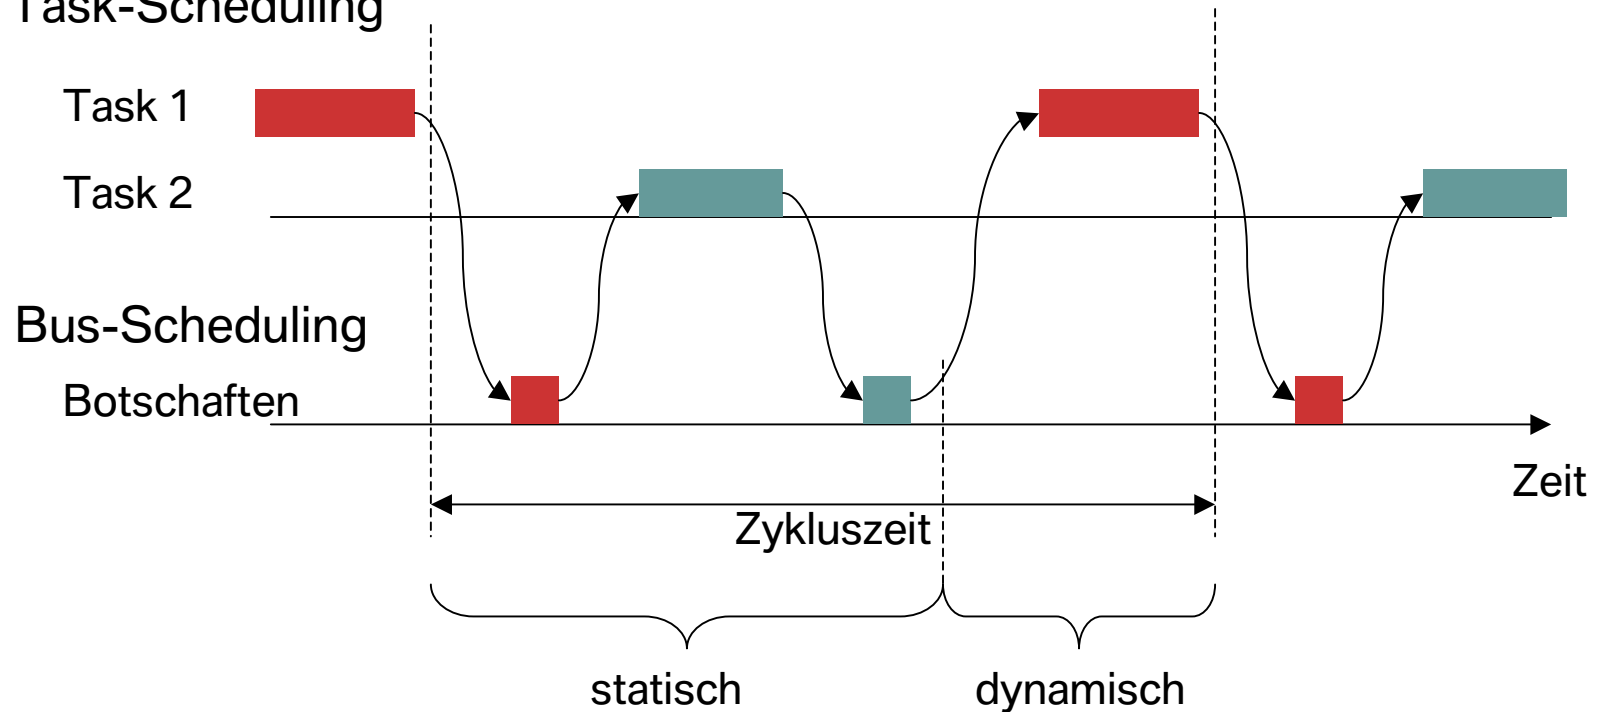 Task-Scheduling
Task 1
Task 2
Bus-Scheduling
Botschaften
Zeit
Zykluszeit
statisch
dynamisch